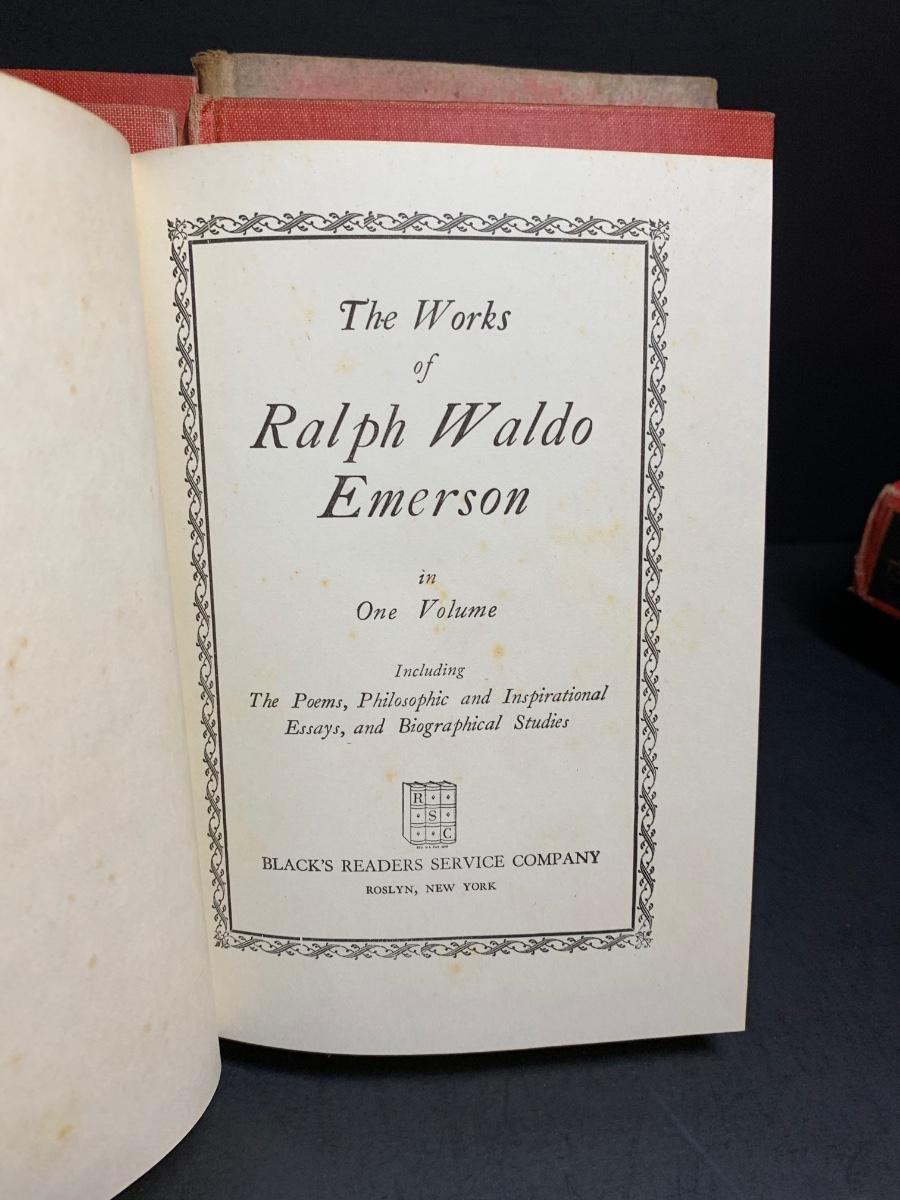 The Works
of
Ralph Waldo
Emerson
in
One Volume
Including
The Poems, Philosophic and Inspirational
Essays, and Biographical Studies
R
S
C
BLACK'S READERS SERVICE COMPANY
ROSLYN, NEW YORK